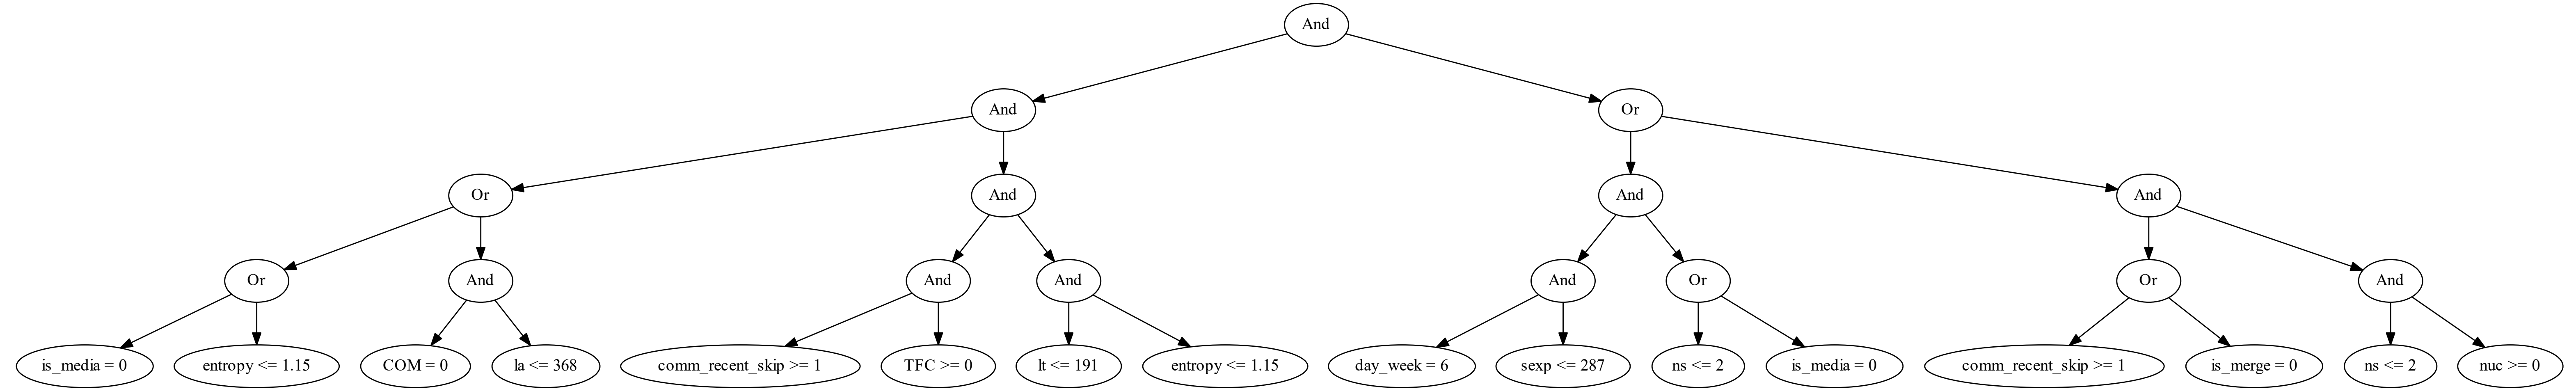 And
And
Or
Or
And
And
And
Or
And
And
And
And
Or
Or
And
is_media = 0
entropy <= 1.15
COM = 0
la <= 368
comm_recent_skip >= 1
TFC >= 0
lt <= 191
entropy <= 1.15
day_week = 6
sexp <= 287
ns <= 2
is_media = 0
comm_recent_skip >= 1
is_merge = 0
ns <= 2
nuc >= 0